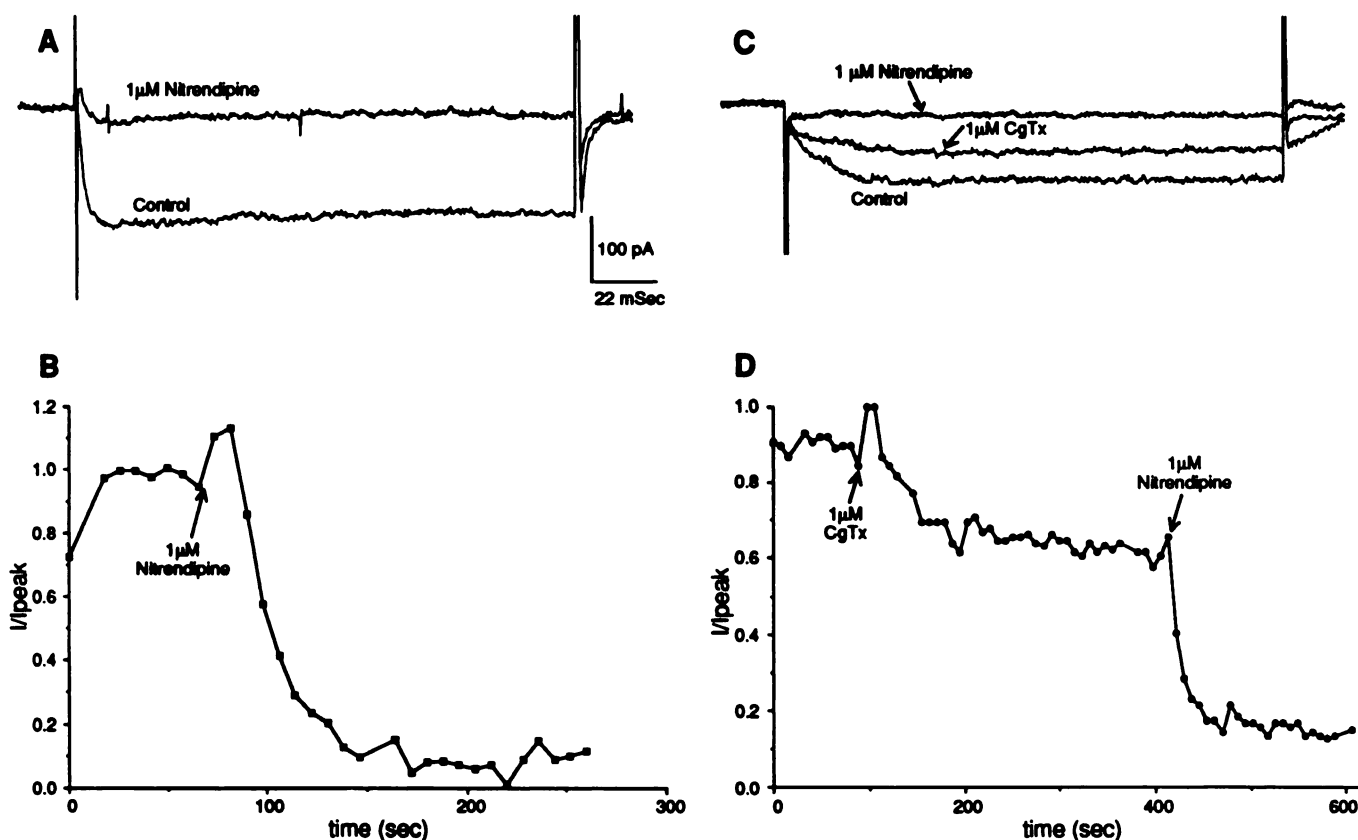 A
1μM Nitrendipine
Control
100 pA
22 mSec
C
1 μM Nitrendipine
1μM CgTx
Control
B
1.2
1.0
0.8
0.6
0.4
0.2
0.0
I/Ipeak
1μM
Nitrendipine
0
100
200
300
time (sec)
D
1.0
0.8
0.6
0.4
0.2
0.0
I/Ipeak
1μM
CgTx
1μM
Nitrendipine
0
200
400
600
time (sec)